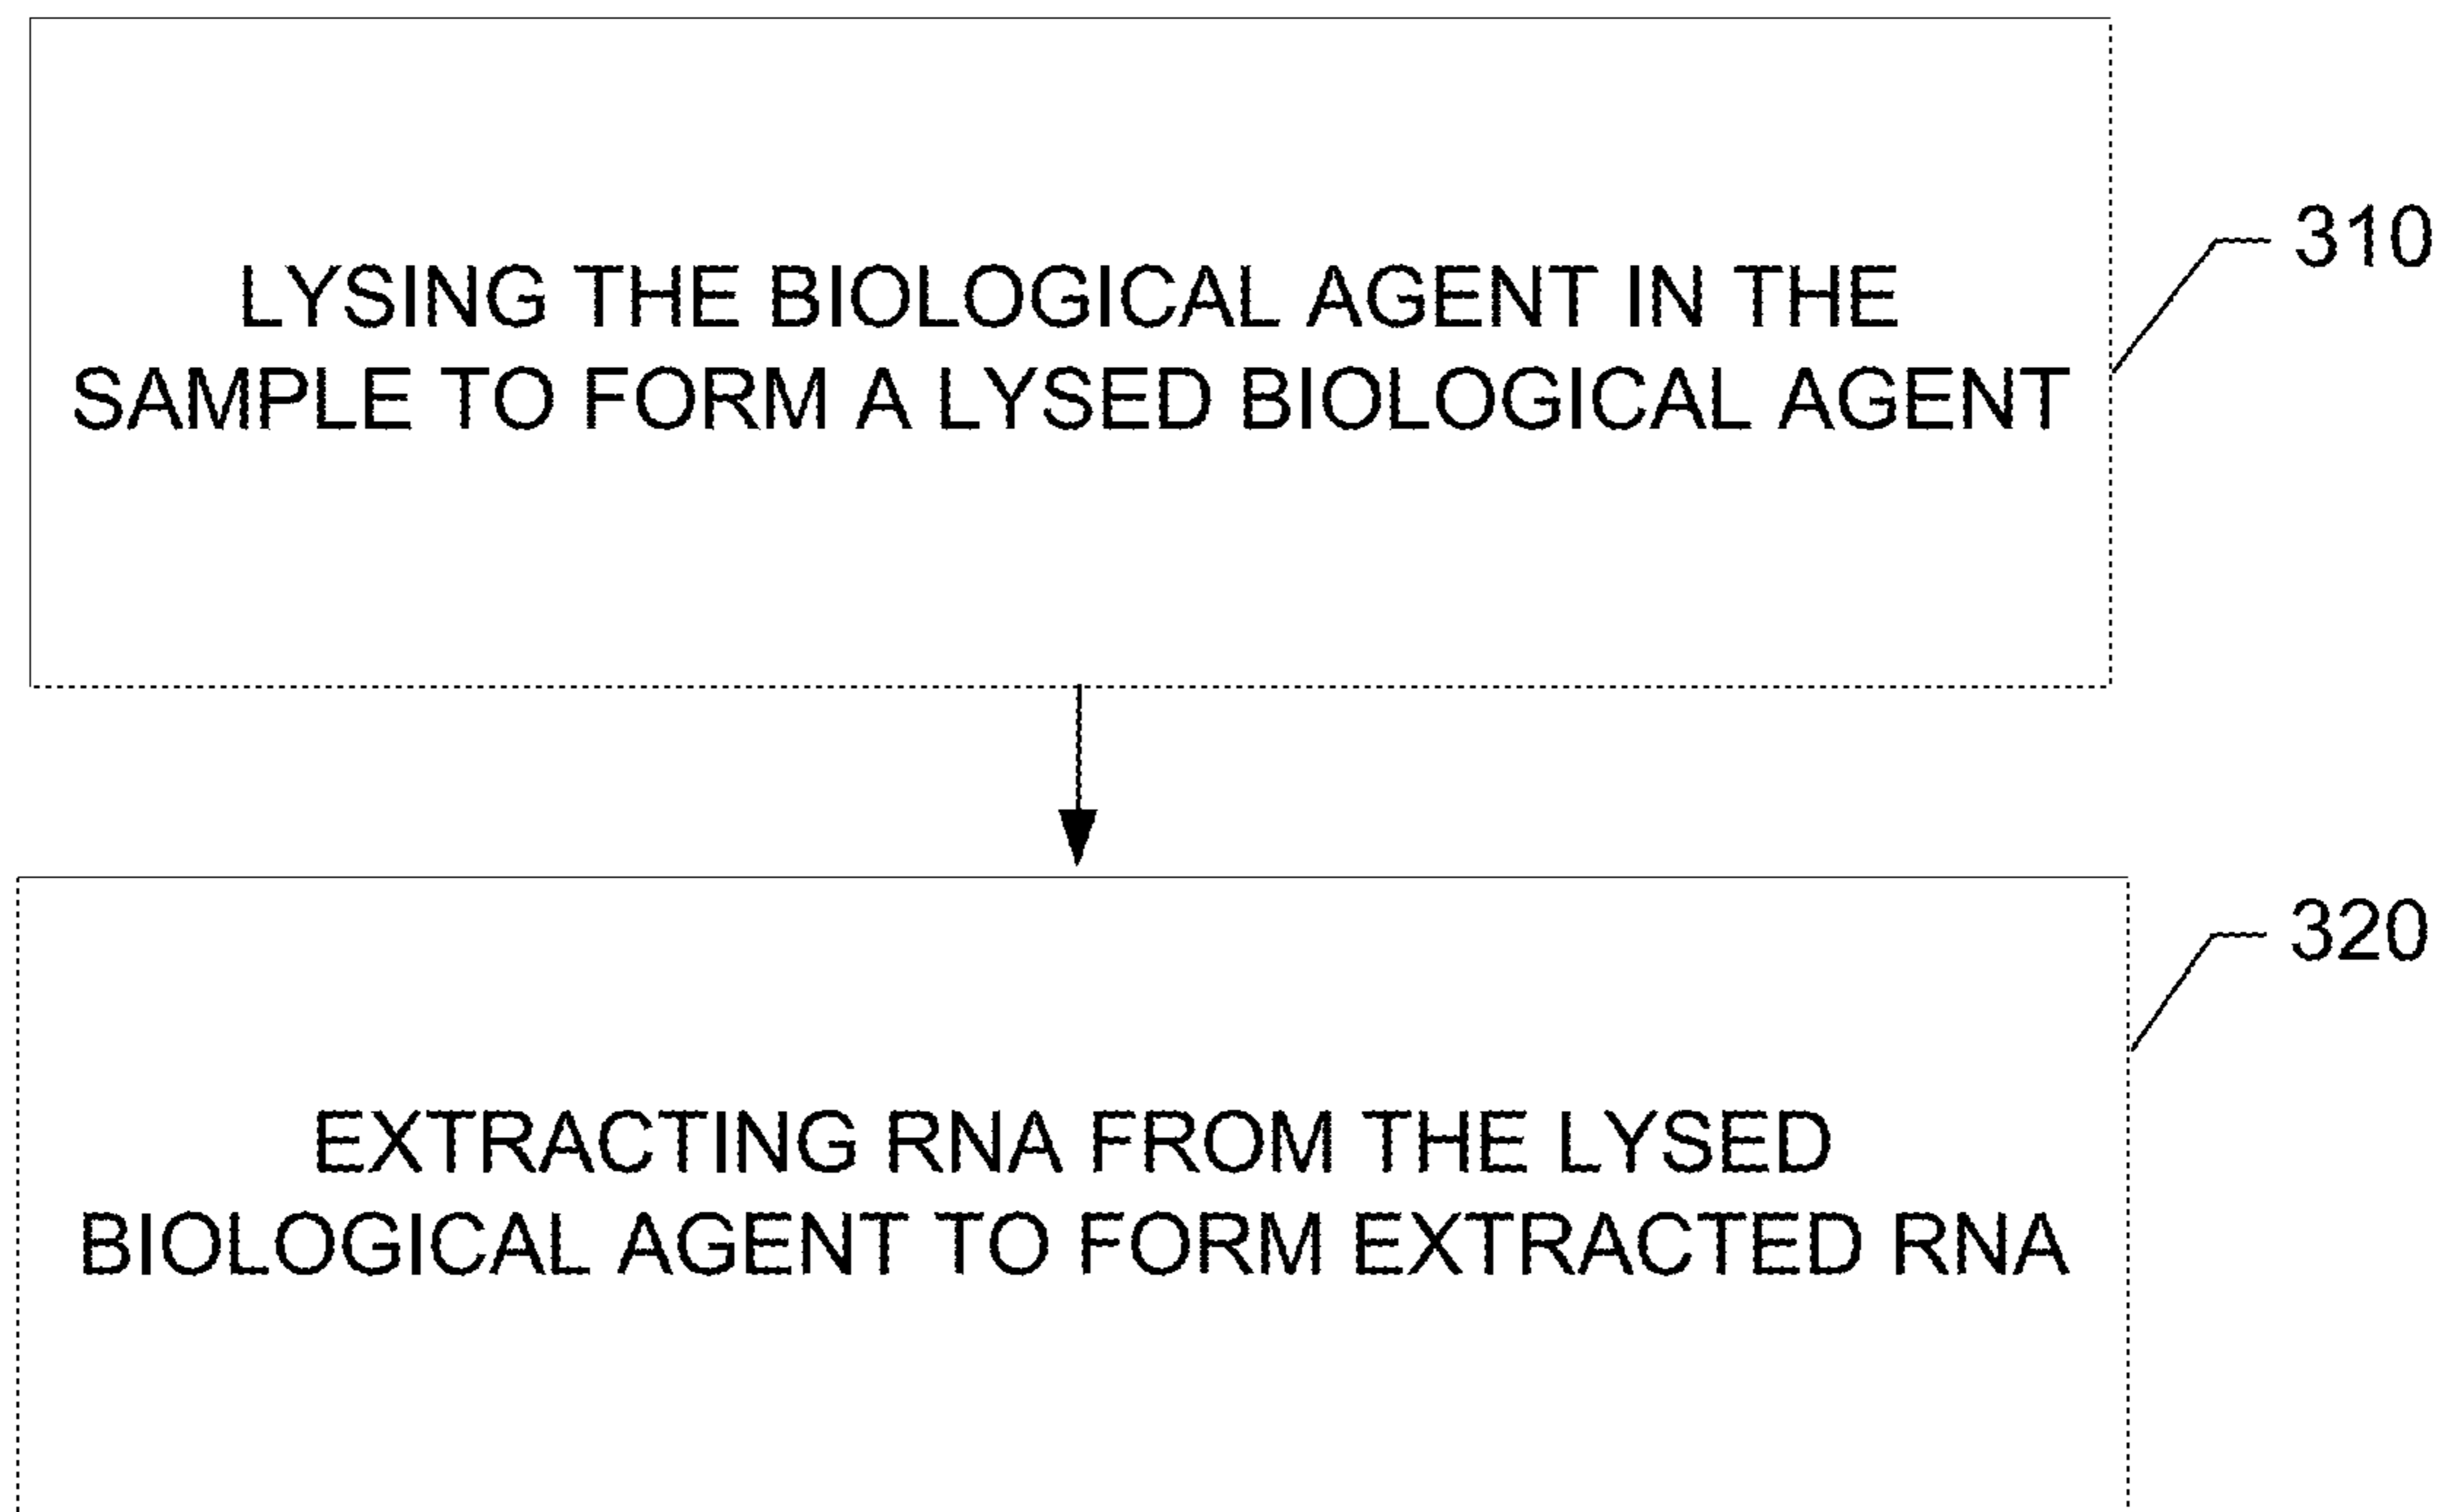 LYSING THE BIOLOGICAL AGENT IN THE
SAMPLE TO FORM A LYSED BIOLOGICAL AGENT
310
EXTRACTING RNA FROM THE LYSED
BIOLOGICAL AGENT TO FORM EXTRACTED RNA
320